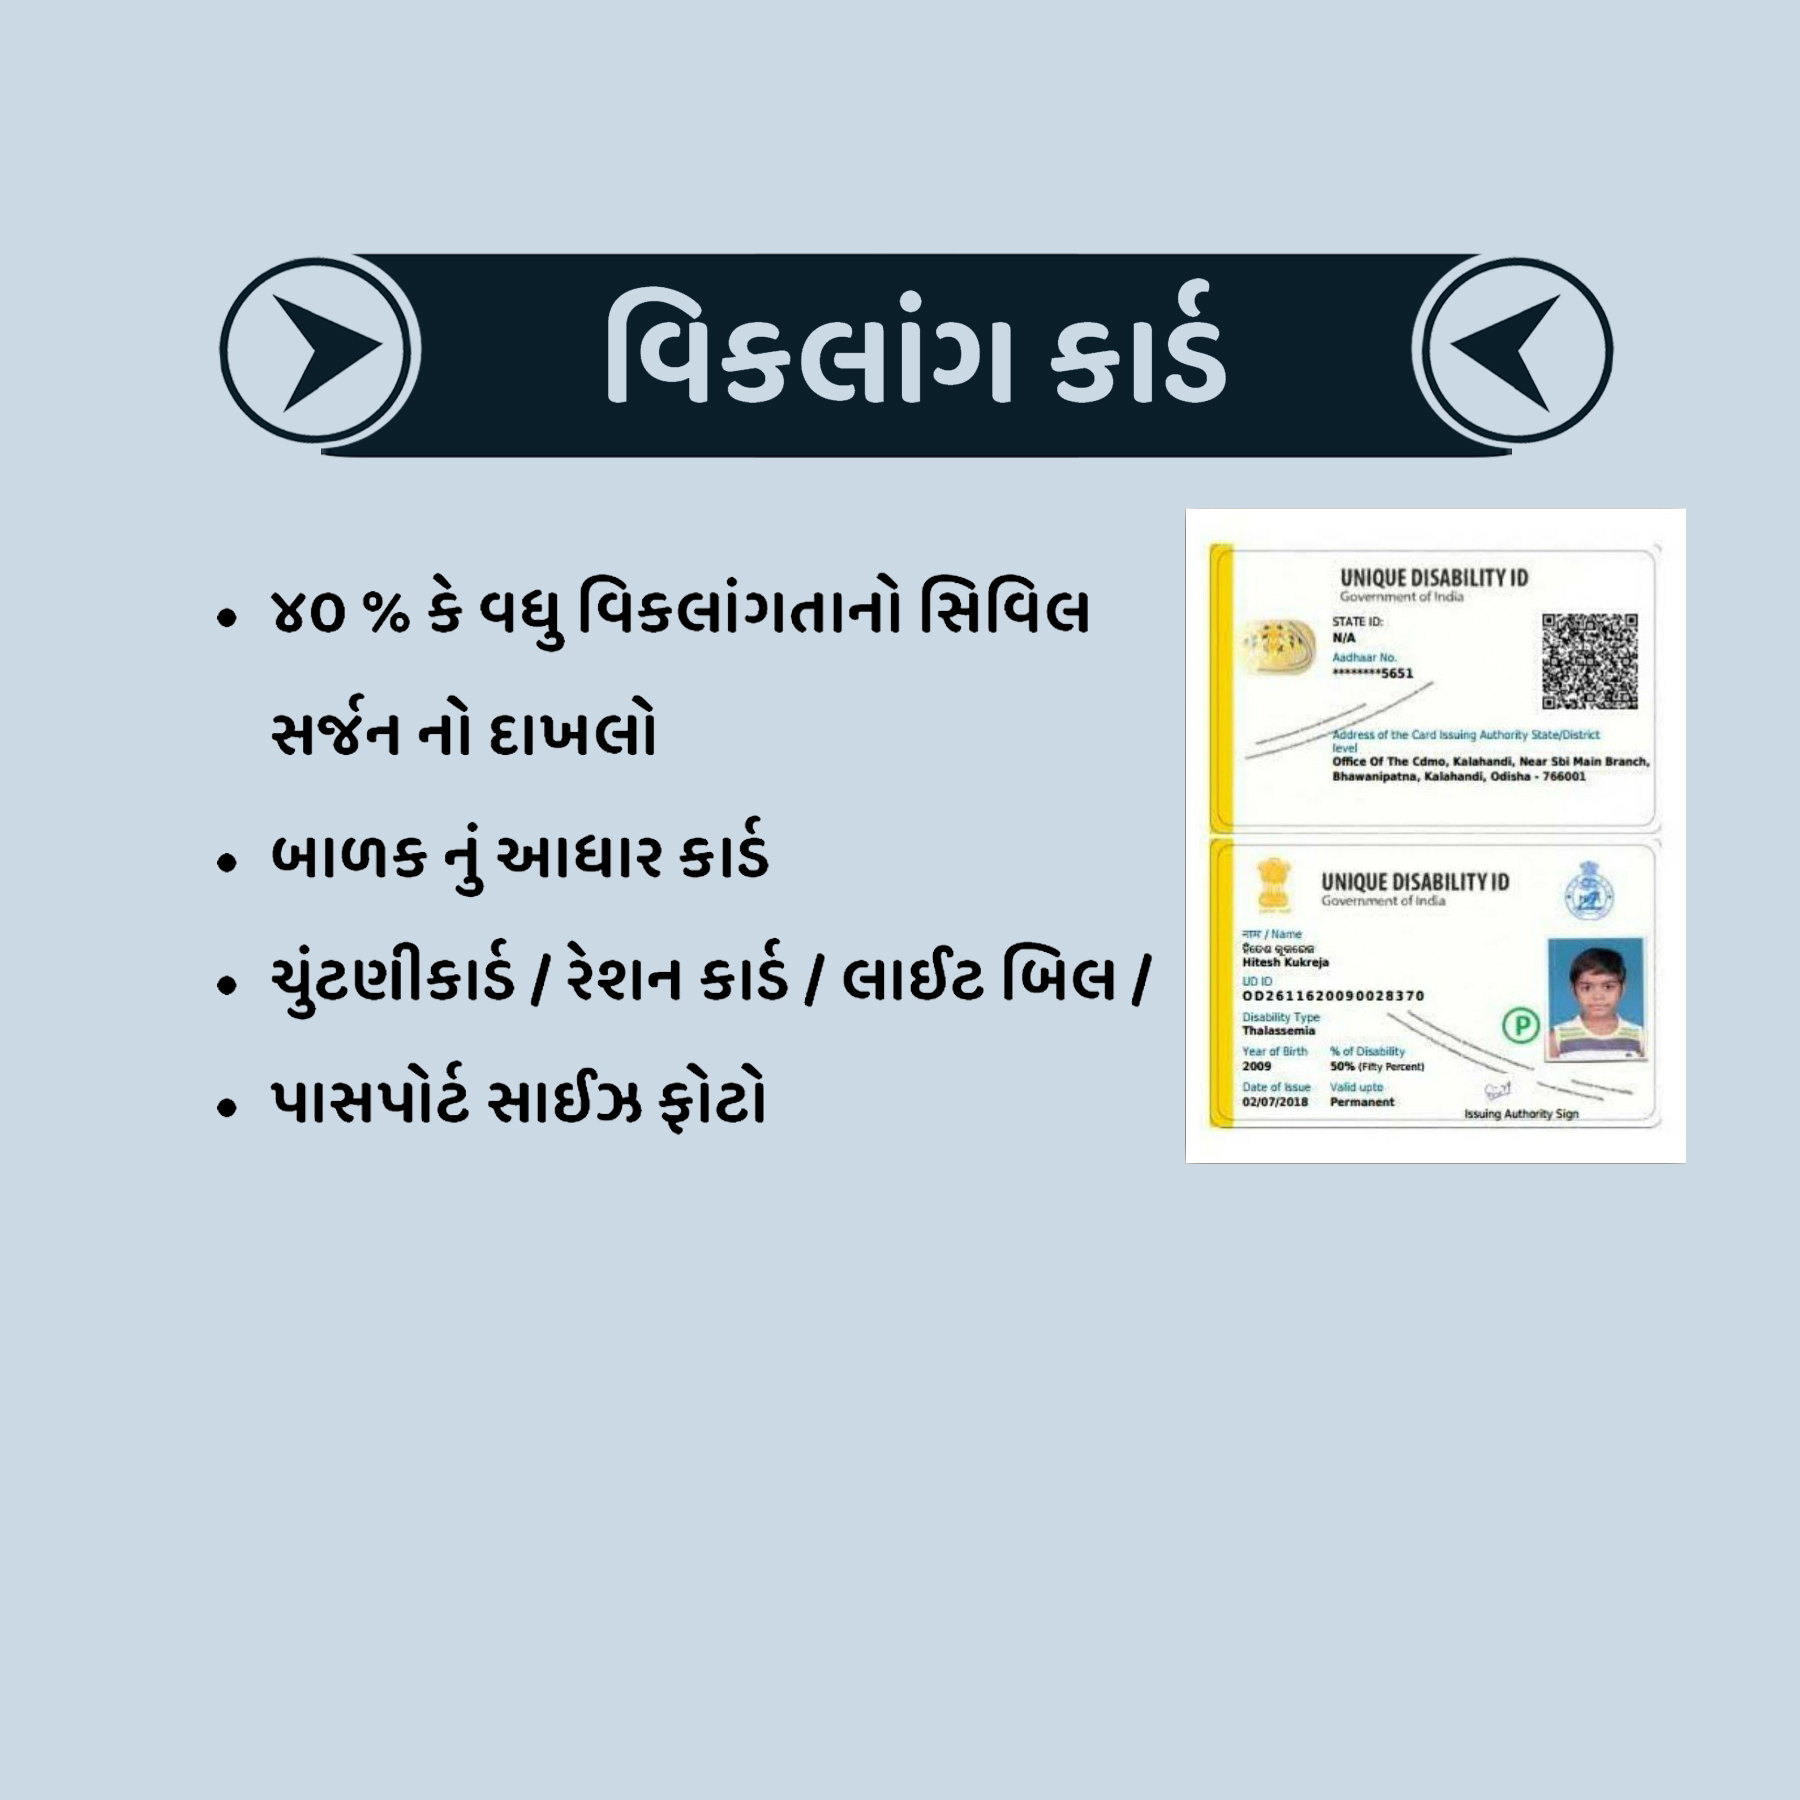 વિકલાંગ કાર્ડ
• ૪૦ % કે વધુ વિકલાંગતાનો સિવિલ
સર્જન નો દાખલો
• બાળક નું આધાર કાર્ડ
• ચુંટણીકાર્ડ / રેશન કાર્ડ / લાઈટ બિલ /
• પાસપોર્ટ સાઈઝ ફોટો
UNIQUE DISABILITY ID
Government of India
STATE ID:
N/A
Aadhaar No.
********5651
Address of the Card Issuing Authority State/District
level
Office Of The Cdmo, Kalahandi, Near Sbi Main Branch,
Bhawanipatna, Kalahandi, Odisha - 766001
UNIQUE DISABILITY ID
Government of India
नाम / Name
Hitesh Kukreja
UD ID
OD2611620090028370
Disability Type
Thalassemia
P
Year of Birth % of Disability
2009 50% (Fifty Percent)
Date of Issue Valid upto
02/07/2018 Permanent
Issuing Authority Sign